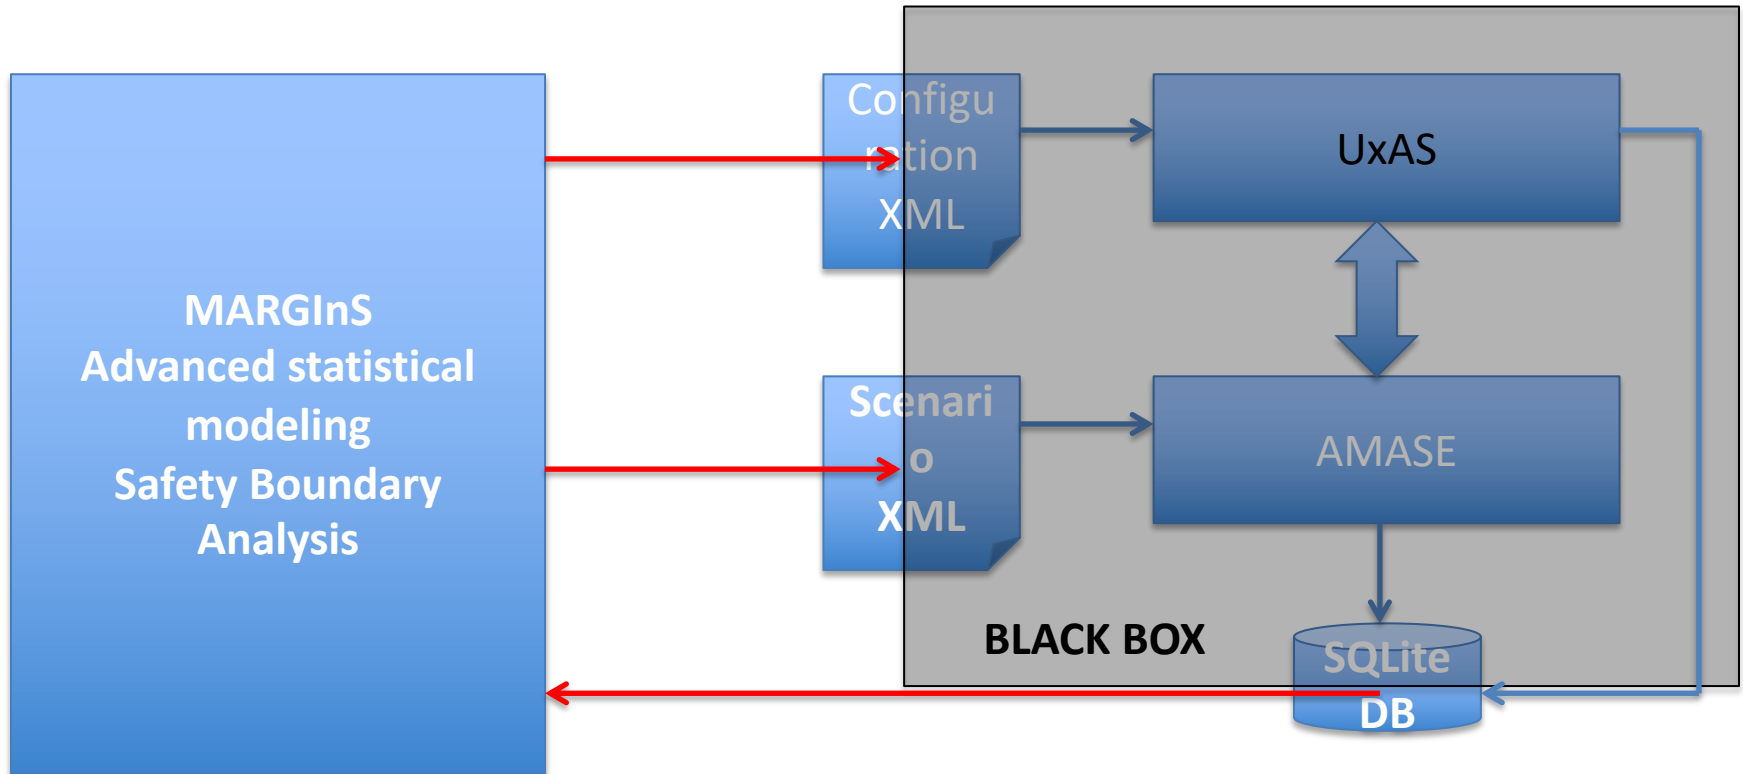 MARGInS
Advanced statistical
modeling
Safety Boundary
Analysis
Configu
ration
XML
UxAS
Scenari
o
XML
AMASE
BLACK BOX
SQLite
DB